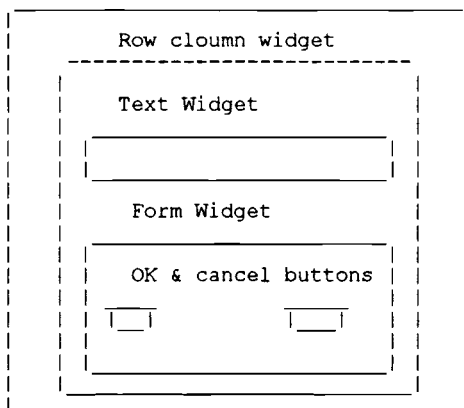 Row cloumn widget
Text Widget
Form Widget
OK & cancel buttons